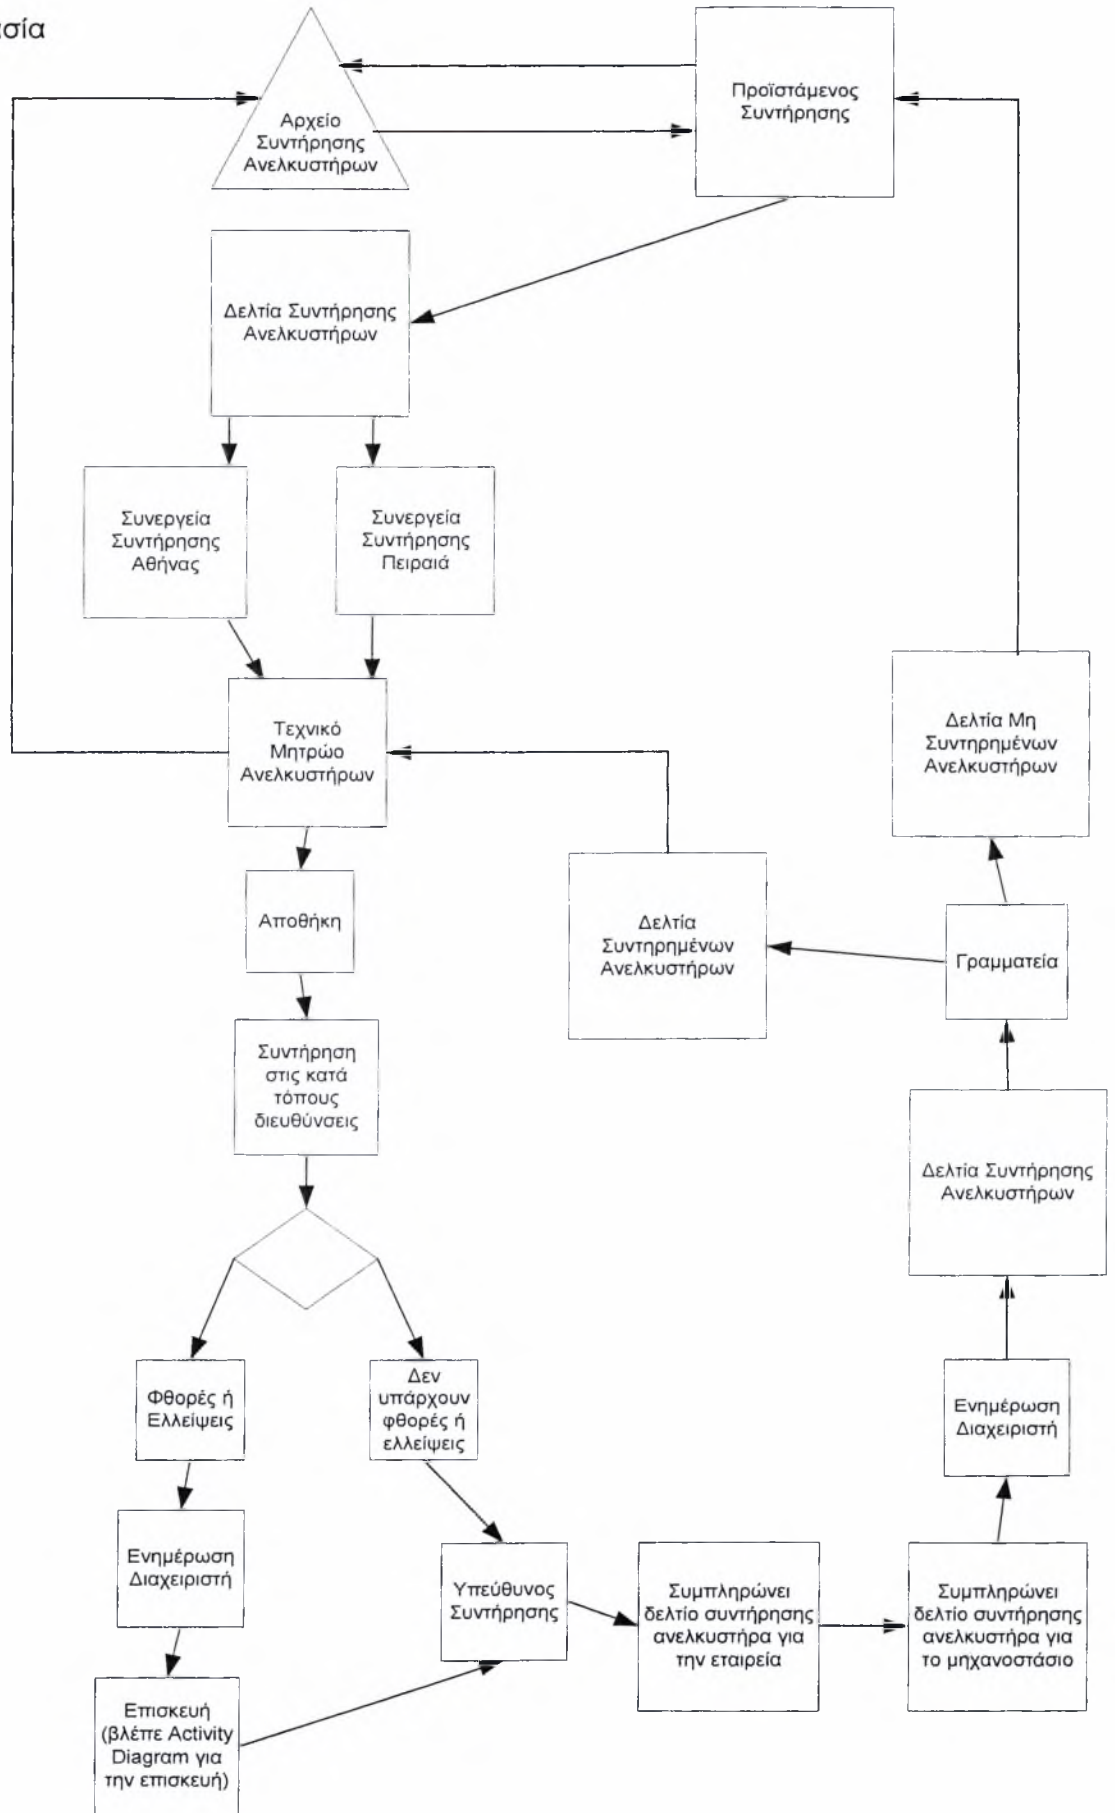 ασία
Αρχείο
Συντήρησης
Ανελκυστήρων
Προϊστάμενος
Συντήρησης
Δελτία Συντήρησης
Ανελκυστήρων
Συνεργεία
Συντήρησης
Αθήνας
Συνεργεία
Συντήρησης
Πειραιά
Τεχνικό
Μητρώο
Ανελκυστήρων
Δελτία Μη
Συντηρημένων
Ανελκυστήρων
Αποθήκη
Δελτία
Συντηρημένων
Ανελκυστήρων
Γραμματεία
Συντήρηση
στις κατά
τόπους
διευθύνσεις
Δελτία Συντήρησης
Ανελκυστήρων
Φθορές ή
Ελλείψεις
Δεν
υπάρχουν
φθορές ή
ελλείψεις
Ενημέρωση
Διαχειριστή
Ενημέρωση
Διαχειριστή
Υπεύθυνος
Συντήρησης
Συμπληρώνει
δελτίο συντήρησης
ανελκυστήρα για
την εταιρεία
Συμπληρώνει
δελτίο συντήρησης
ανελκυστήρα για
το μηχανοστάσιο
Επισκευή
(βλέπε Activity
Diagram για
την επισκευή)